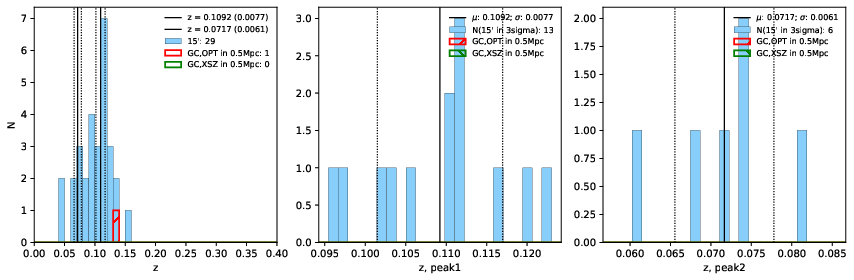 z = 0.1092 (0.0077)
z = 0.0717 (0.0061)
15': 29
GC,OPT in 0.5Mpc: 1
GC,XSZ in 0.5Mpc: 0
N
7
6
5
4
3
2
1
0
0.00 0.05 0.10 0.15 0.20 0.25 0.30 0.35 0.40
z
μ: 0.1092; σ: 0.0077
N(15' in 3sigma): 13
GC,OPT in 0.5Mpc
GC,XSZ in 0.5Mpc
3.0
2.5
2.0
1.5
1.0
0.5
0.0
0.095 0.100 0.105 0.110 0.115 0.120
z, peak1
μ: 0.0717; σ: 0.0061
N(15' in 3sigma): 6
GC,OPT in 0.5Mpc
GC,XSZ in 0.5Mpc
2.00
1.75
1.50
1.25
1.00
0.75
0.50
0.25
0.00
0.060 0.065 0.070 0.075 0.080 0.085
z, peak2